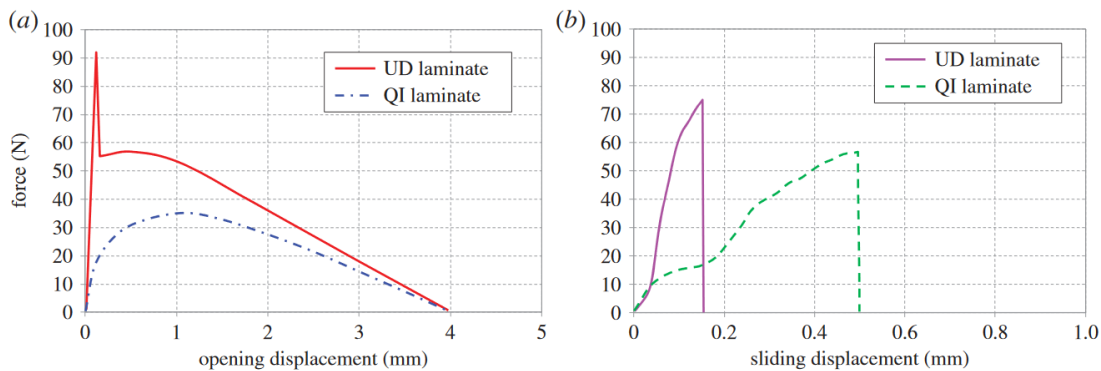 (a)
100
90
80
70
60
50
40
30
20
10
0
force (N)
UD laminate
QI laminate
0 1 2 3 4 5
opening displacement (mm)
(b)
100
90
80
70
60
50
40
30
20
10
0
UD laminate
QI laminate
0 0.2 0.4 0.6 0.8 1.0
sliding displacement (mm)